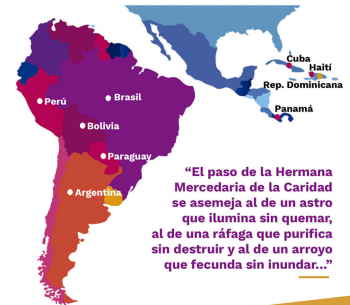 Cuba
Haití
Rep. Dominicana
Panamá
Perú
Brasil
Bolivia
Paraguay
Argentina
“El paso de la Hermana
Mercedaria de la Caridad
se asemeja al de un astro
que ilumina sin quemar,
al de una ráfaga que purifica
sin destruir y al de un arroyo
que fecunda sin inundar...”